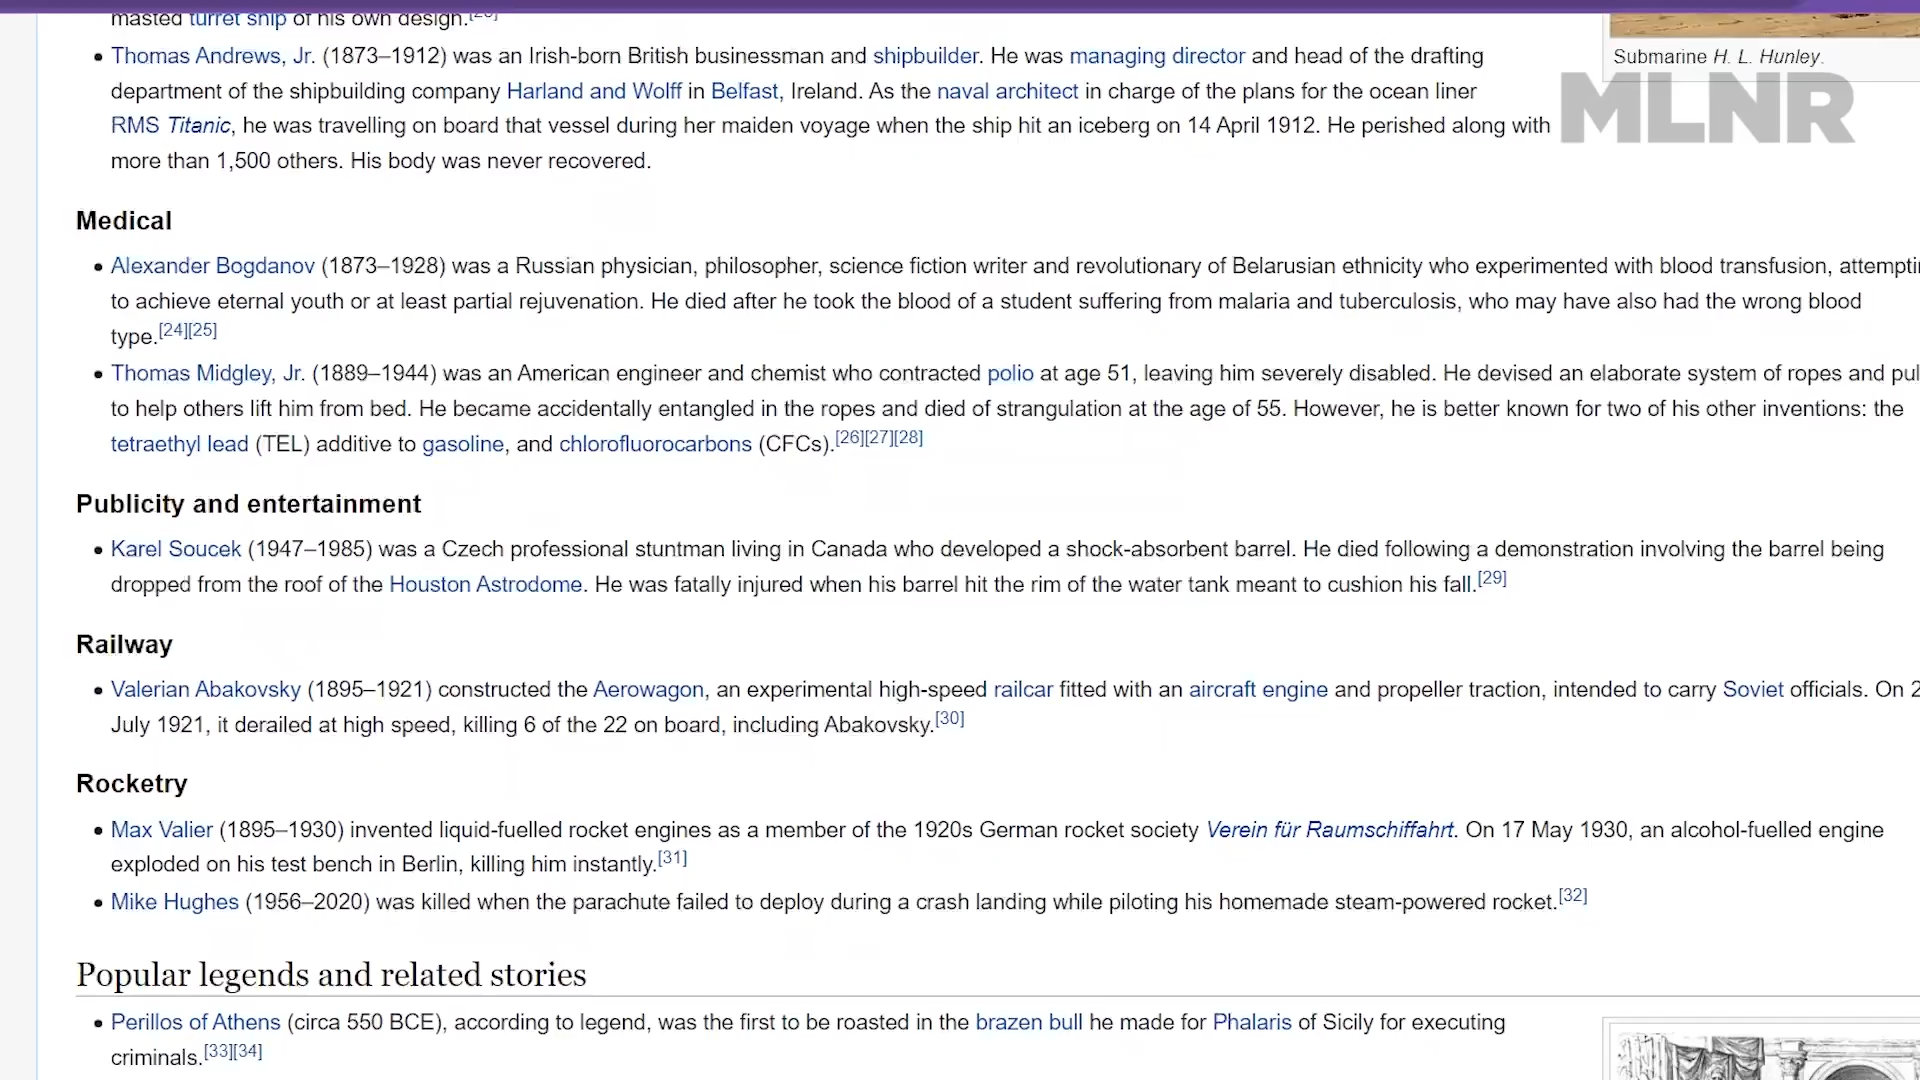 masted turret ship of his own design.
Submarine H. L. Hunley.
MLNR
• Thomas Andrews, Jr. (1873–1912) was an Irish-born British businessman and shipbuilder. He was managing director and head of the drafting
department of the shipbuilding company Harland and Wolff in Belfast, Ireland. As the naval architect in charge of the plans for the ocean liner
RMS Titanic, he was travelling on board that vessel during her maiden voyage when the ship hit an iceberg on 14 April 1912. He perished along with
more than 1,500 others. His body was never recovered.
Medical
• Alexander Bogdanov (1873–1928) was a Russian physician, philosopher, science fiction writer and revolutionary of Belarusian ethnicity who experimented with blood transfusion, attempti
to achieve eternal youth or at least partial rejuvenation. He died after he took the blood of a student suffering from malaria and tuberculosis, who may have also had the wrong blood
type.[24][25]
• Thomas Midgley, Jr. (1889–1944) was an American engineer and chemist who contracted polio at age 51, leaving him severely disabled. He devised an elaborate system of ropes and pul
to help others lift him from bed. He became accidentally entangled in the ropes and died of strangulation at the age of 55. However, he is better known for two of his other inventions: the
tetraethyl lead (TEL) additive to gasoline, and chlorofluorocarbons (CFCs).[26][27][28]
Publicity and entertainment
• Karel Soucek (1947–1985) was a Czech professional stuntman living in Canada who developed a shock-absorbent barrel. He died following a demonstration involving the barrel being
dropped from the roof of the Houston Astrodome. He was fatally injured when his barrel hit the rim of the water tank meant to cushion his fall.[29]
Railway
• Valerian Abakovsky (1895–1921) constructed the Aerowagon, an experimental high-speed railcar fitted with an aircraft engine and propeller traction, intended to carry Soviet officials. On 2
July 1921, it derailed at high speed, killing 6 of the 22 on board, including Abakovsky.[30]
Rocketry
• Max Valier (1895–1930) invented liquid-fuelled rocket engines as a member of the 1920s German rocket society Verein für Raumschiffahrt. On 17 May 1930, an alcohol-fuelled engine
exploded on his test bench in Berlin, killing him instantly.[31]
• Mike Hughes (1956–2020) was killed when the parachute failed to deploy during a crash landing while piloting his homemade steam-powered rocket.[32]
Popular legends and related stories
• Perillos of Athens (circa 550 BCE), according to legend, was the first to be roasted in the brazen bull he made for Phalaris of Sicily for executing
criminals.[33][34]